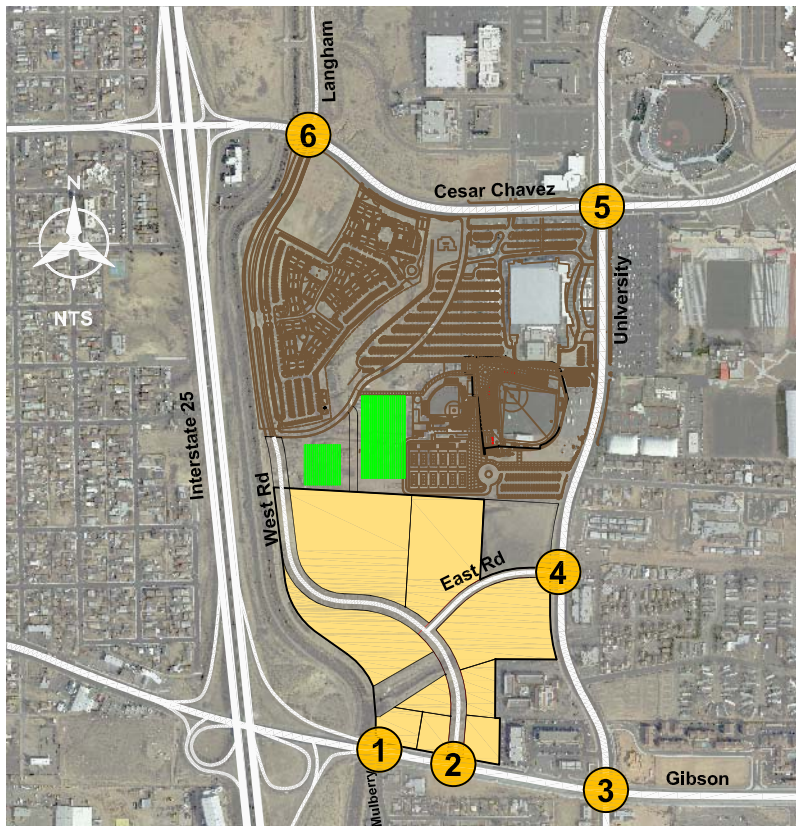 Langham
6
Cesar Chavez
5
N
NTS
University
Interstate 25
West Rd
East Rd
4
1
2
Mulberry
3
Gibson